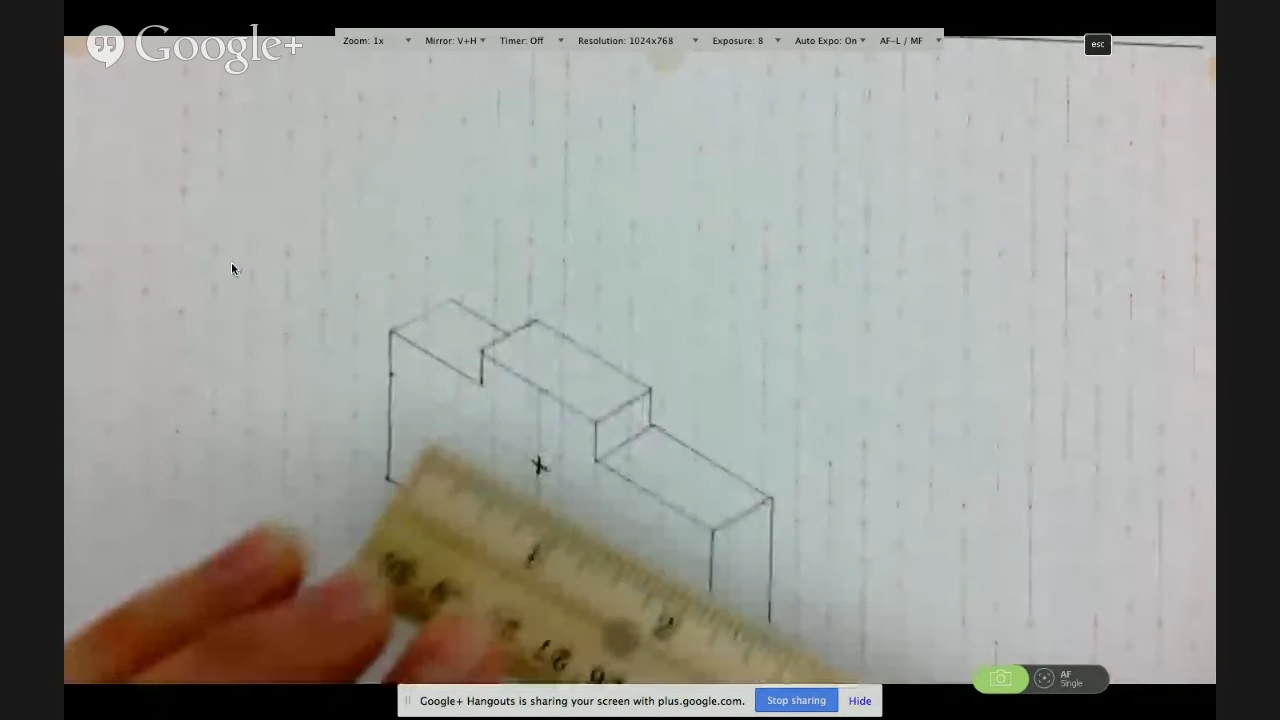 Google+
Zoom: 1x Mirror: V+H Timer: Off Resolution: 1024x768 Exposure: 8 Auto Expo: On AF-L / MF
esc
AF
Single
Google+ Hangouts is sharing your screen with plus.google.com. Stop sharing Hide